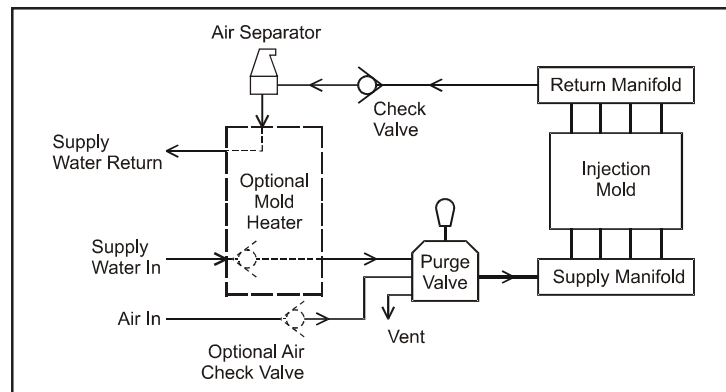 Air Separator
Return Manifold
Check
Valve
Supply
Water Return
Optional
Mold
Heater
Injection
Mold
Supply
Water In
Purge
Valve
Supply Manifold
Air In
Vent
Optional Air
Check Valve